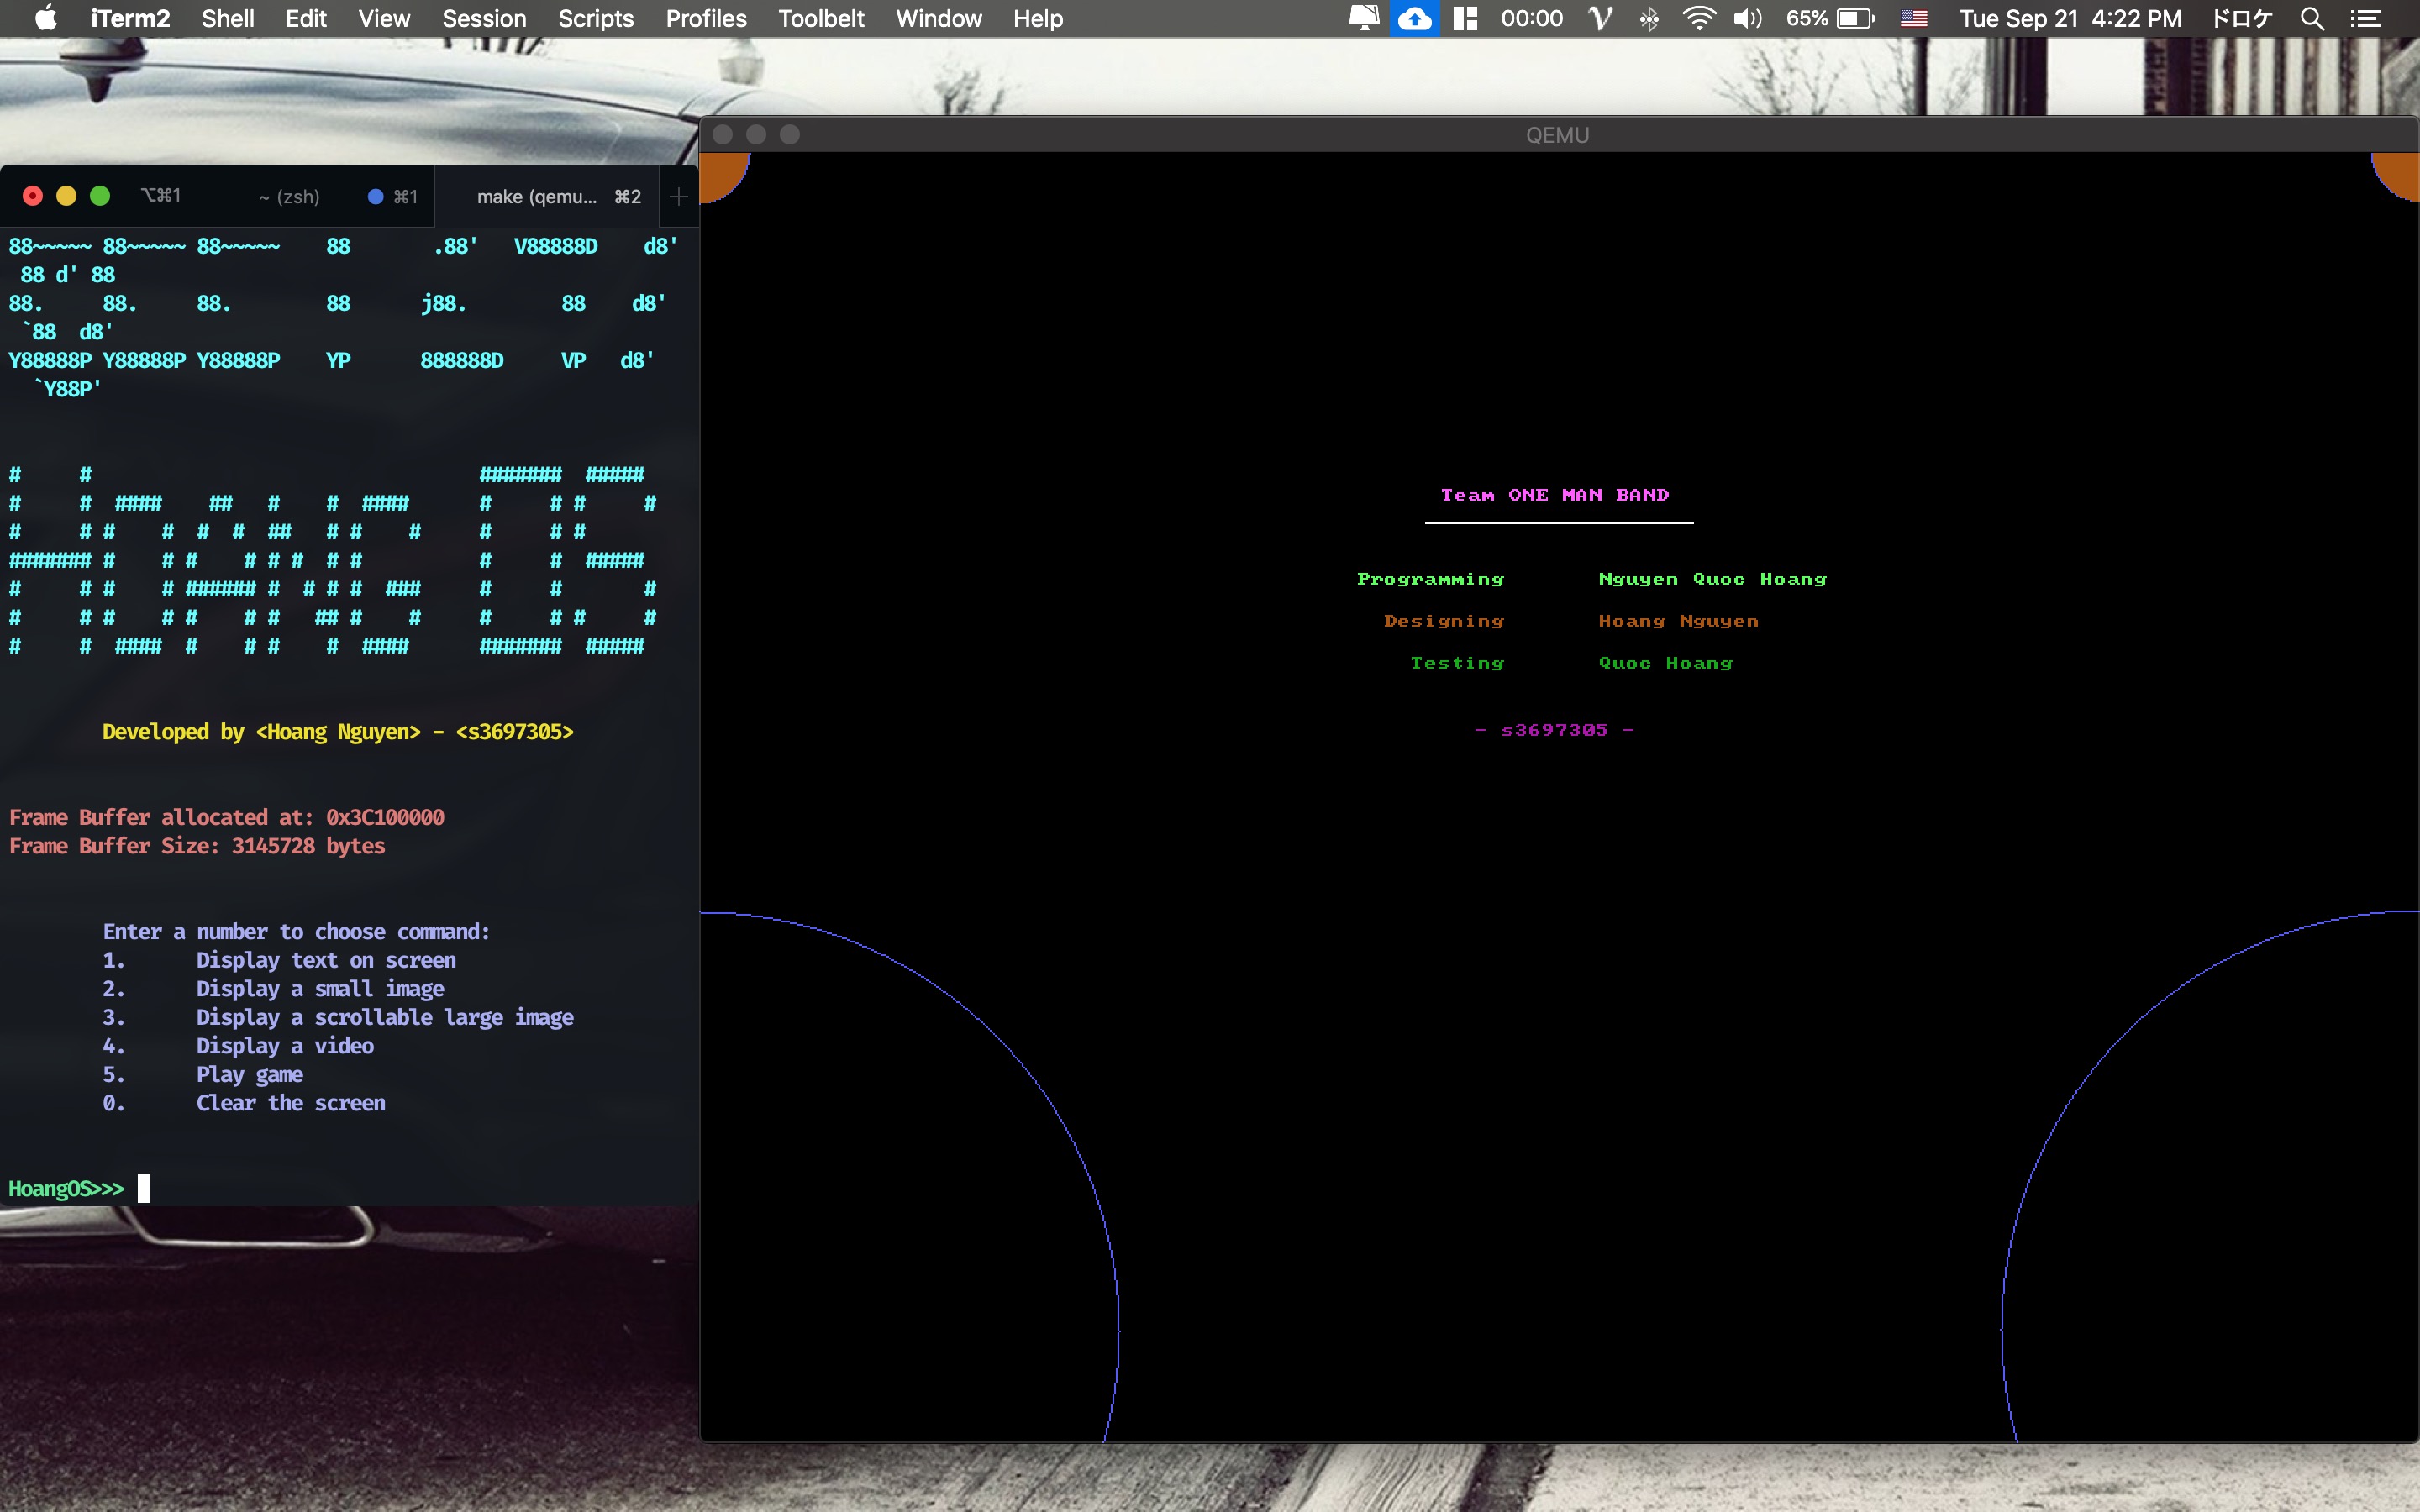 iTerm2 Shell Edit View Session Scripts Profiles Toolbelt Window Help 00:00 65% Tue Sep 21 4:22 PM ドロケ
QEMU
⌥⌘1 ~ (zsh) ⌘1 make (qemu... ⌘2
88~~~~~ 88~~~~~ 88~~~~~    88       .88'   V88888D    d8'
 88 d' 88
88.     88.     88.        88      j88.        88    d8'
 `88  d8'
Y88888P Y88888P Y88888P    YP      888888D     VP   d8'
  `Y88P'
HOANG OS
Developed by <Hoang Nguyen> - <s3697305>
Frame Buffer allocated at: 0x3C100000
Frame Buffer Size: 3145728 bytes
Enter a number to choose command:
1. Display text on screen
2. Display a small image
3. Display a scrollable large image
4. Display a video
5. Play game
0. Clear the screen
HoangOS>>>
Team ONE MAN BAND
Programming Nguyen Quoc Hoang
Designing Hoang Nguyen
Testing Quoc Hoang
- s3697305 -